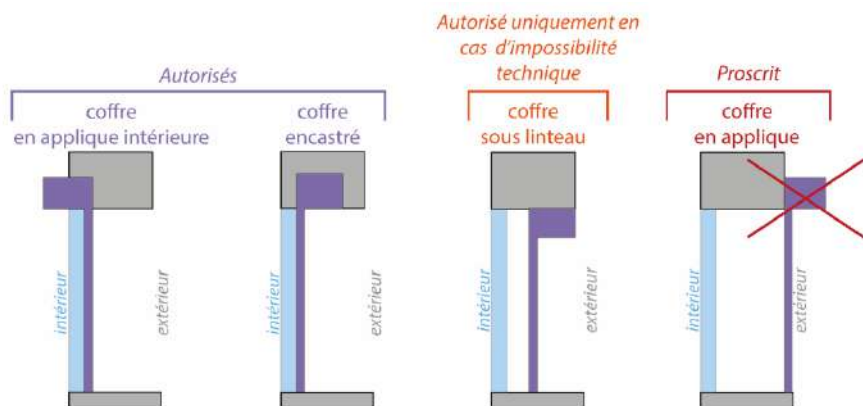 Autorisés
coffre
en applique intérieure
coffre
encastré
Autorisé uniquement en
cas d'impossibilité
technique
coffre
sous linteau
Proscrit
coffre
en applique
intérieur
extérieur
intérieur
extérieur
intérieur
extérieur
intérieur
extérieur